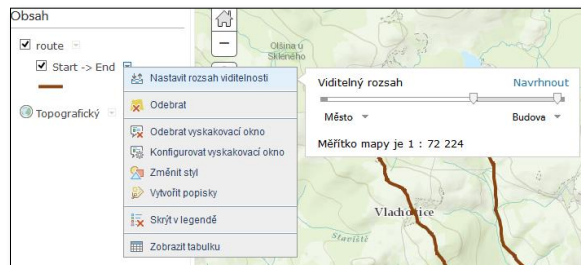 Obsah
route
Start -> End
Topografický
Nastavit rozsah viditelnosti
Odebrat
Odebrat vyskakovací okno
Konfigurovat vyskakovací okno
Změnit styl
Vytvořit popisky
Skrýt v legendě
Zobrazit tabulku
Olšina u
Skleného
Viditelný rozsah Navrhnout
Město Budova
Měřítko mapy je 1 : 72 224
Vladhořice
Staviště